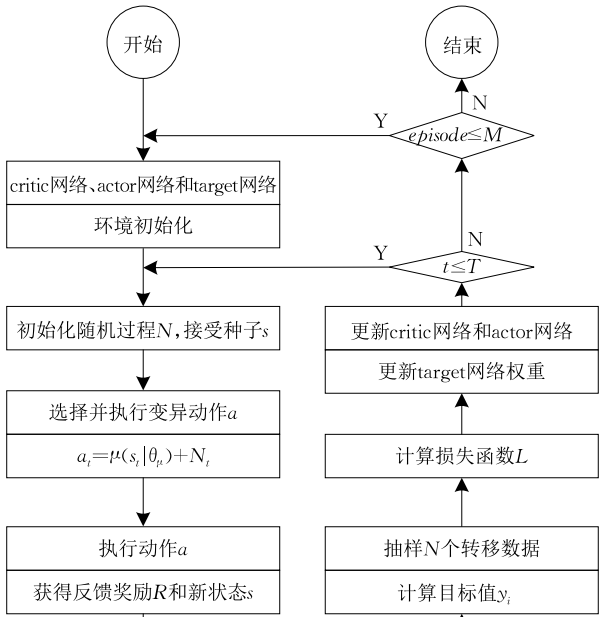 开始
结束
N
Y
episode≤M
critic网络、actor网络和target网络
环境初始化
N
Y
t≤T
初始化随机过程N,接受种子s
更新critic网络和actor网络
更新target网络权重
选择并执行变异动作a
aₜ=μ(sₜ|θμ)+Nₜ
计算损失函数L
执行动作a
抽样N个转移数据
获得反馈奖励R和新状态s
计算目标值yᵢ